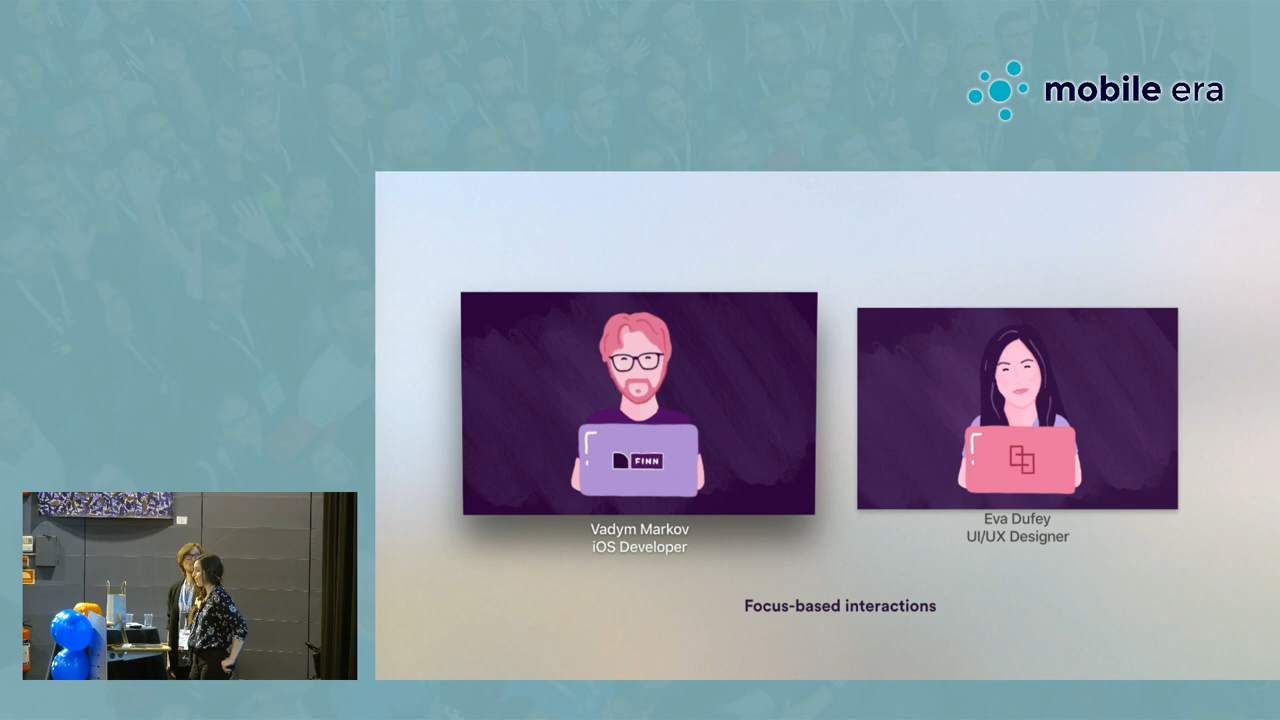 mobile era
FINN
Vadym Markov
iOS Developer
Eva Dufey
UI/UX Designer
Focus-based interactions